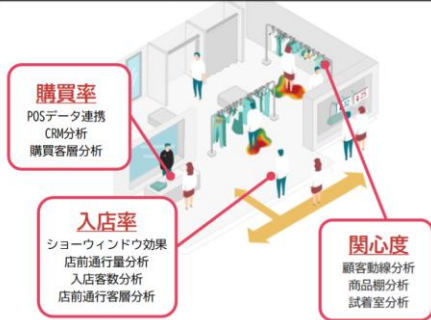 購買率
POSデータ連携
CRM分析
購買客層分析
入店率
ショーウィンドウ効果
店前通行量分析
入店客数分析
店前通行客層分析
関心度
顧客動線分析
商品棚分析
試着室分析